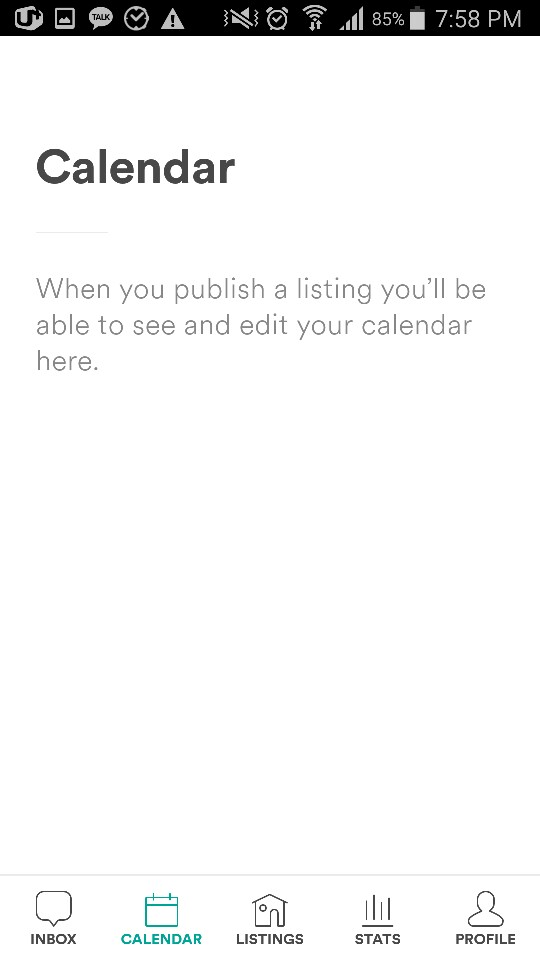 TALK 85% 7:58 PM
Calendar
When you publish a listing you'll be
able to see and edit your calendar
here.
INBOX CALENDAR LISTINGS STATS PROFILE